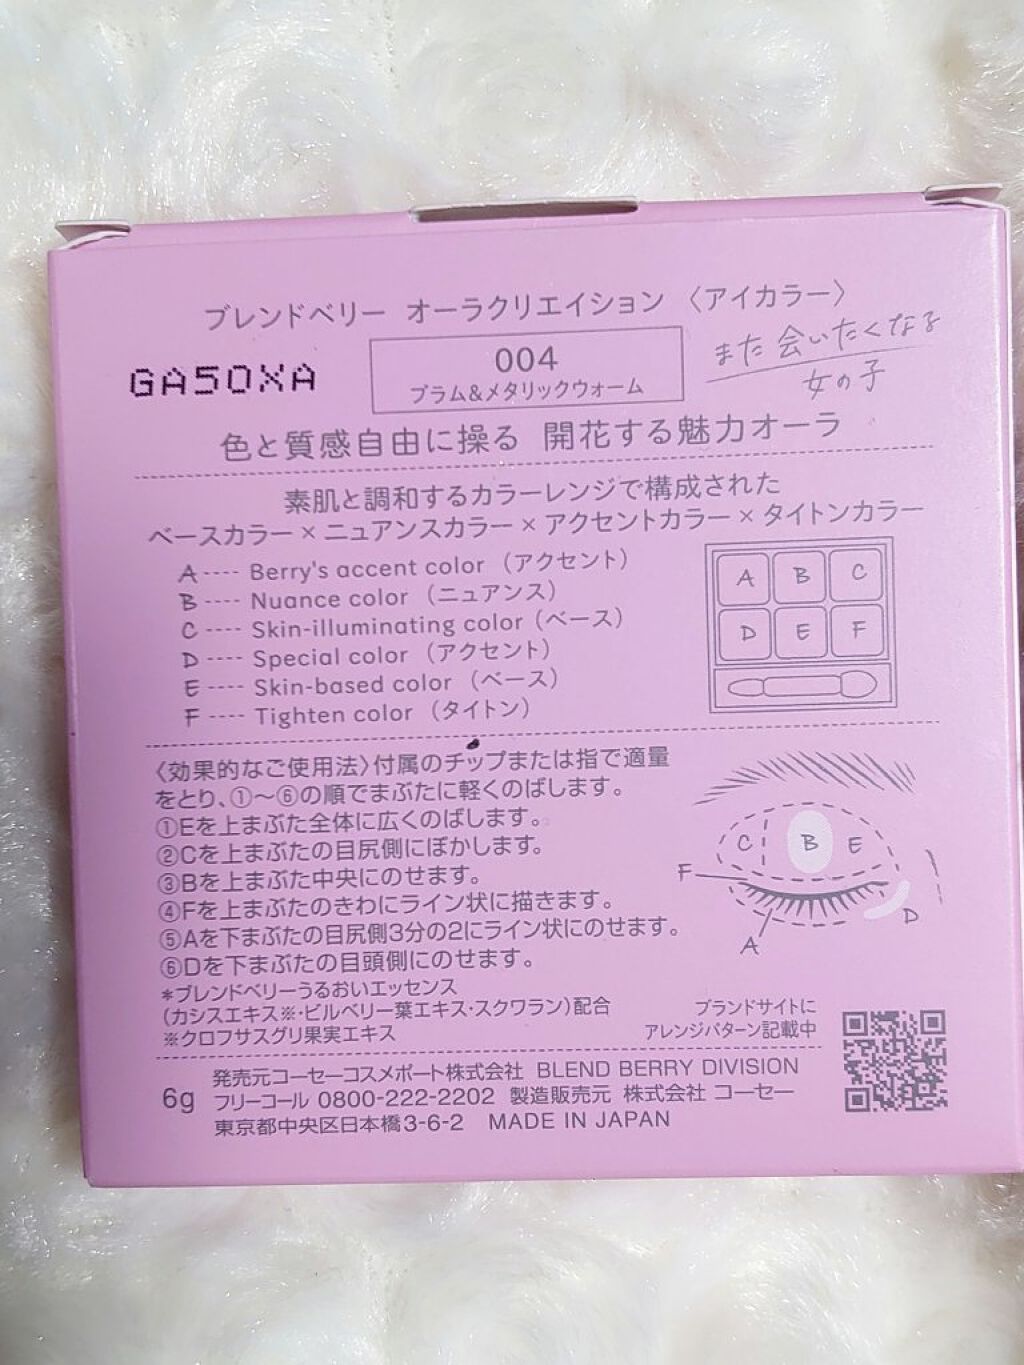 ブレンドベリー オーラクリエイション 〈アイカラー〉
GA50XA
004
プラム&メタリックウォーム
また会いたくなる
女の子
色と質感自由に操る 開花する魅力オーラ
素肌と調和するカラーレンジで構成された
ベースカラー×ニュアンスカラー×アクセントカラー×タイトンカラー
A---- Berry's accent color（アクセント）
B---- Nuance color（ニュアンス）
C---- Skin-illuminating color（ベース）
D---- Special color（アクセント）
E---- Skin-based color（ベース）
F---- Tighten color（タイトン）
A B C
D E F
〈効果的なご使用法〉付属のチップまたは指で適量
をとり、①〜⑥の順でまぶたに軽くのばします。
①Eを上まぶた全体に広くのばします。
②Cを上まぶたの目尻側にぼかします。
③Bを上まぶた中央にのせます。
④Fを上まぶたのきわにライン状に描きます。
⑤Aを下まぶたの目尻側3分の2にライン状にのせます。
⑥Dを下まぶたの目頭側にのせます。
C B E
F
D
A
*ブレンドベリーうるおいエッセンス
（カシスエキス※・ビルベリー葉エキス・スクワラン）配合
※クロフサスグリ果実エキス
ブランドサイトに
アレンジパターン記載中
6g
発売元コーセーコスメポート株式会社 BLEND BERRY DIVISION
フリーコール 0800-222-2202 製造販売元 株式会社 コーセー
東京都中央区日本橋3-6-2 MADE IN JAPAN